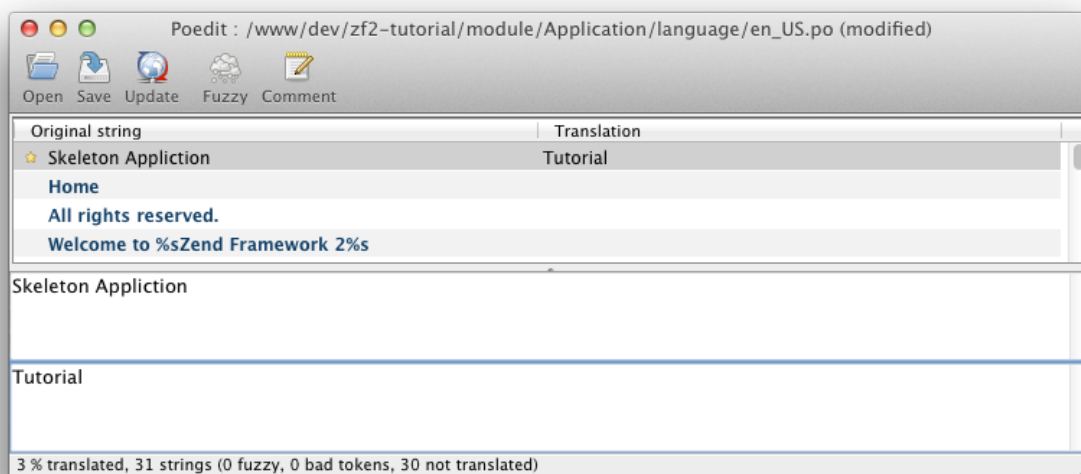 Poedit : /www/dev/zf2-tutorial/module/Application/language/en_US.po (modified)
Open Save Update Fuzzy Comment
Original string Translation
Skeleton Appliction Tutorial
Home
All rights reserved.
Welcome to %sZend Framework 2%s
Skeleton Appliction
Tutorial
3 % translated, 31 strings (0 fuzzy, 0 bad tokens, 30 not translated)